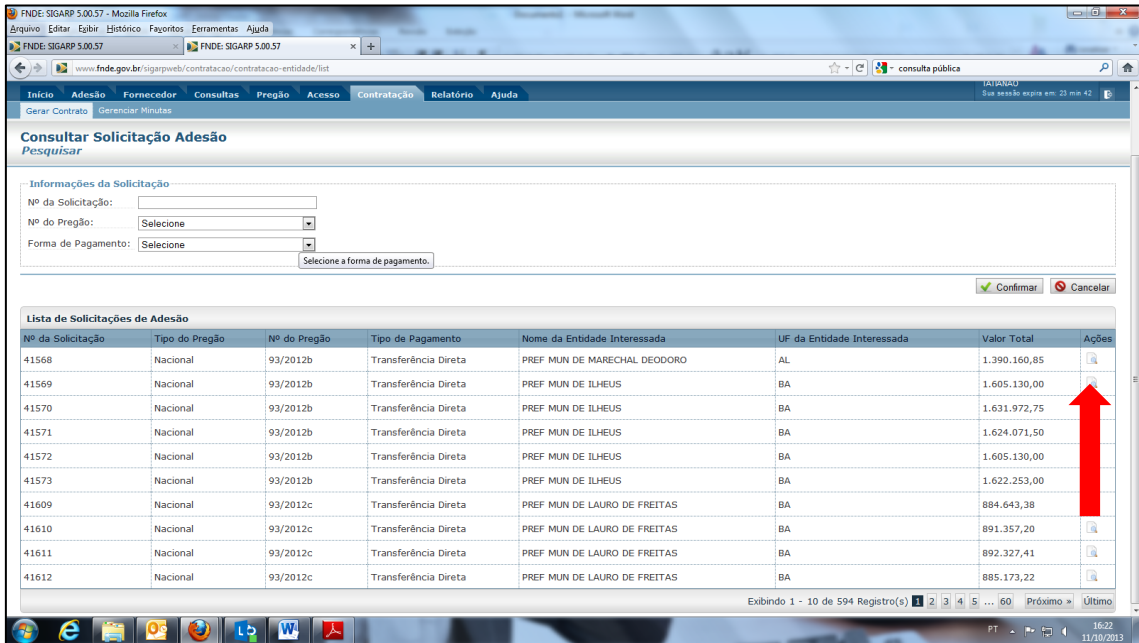 FNDE: SIGARP 5.00.57 - Mozilla Firefox
Arquivo Editar Exibir Histórico Favoritos Ferramentas Ajuda
FNDE: SIGARP 5.00.57 × FNDE: SIGARP 5.00.57 × +
www.fnde.gov.br/sigarpweb/contratacao/contratacao-entidade/list consulta pública
Início Adesão Fornecedor Consultas Pregão Acesso Contratação Relatório Ajuda
TATIANAO
Sua sessão expira em: 23 min 42
Gerar Contrato Gerenciar Minutas
Consultar Solicitação Adesão
Pesquisar
Informações da Solicitação
Nº da Solicitação:
Nº do Pregão: Selecione
Forma de Pagamento: Selecione
Selecione a forma de pagamento.
Confirmar Cancelar
Lista de Solicitações de Adesão
Nº da Solicitação Tipo do Pregão Nº do Pregão Tipo de Pagamento Nome da Entidade Interessada UF da Entidade Interessada Valor Total Ações
41568 Nacional 93/2012b Transferência Direta PREF MUN DE MARECHAL DEODORO AL 1.390.160,85
41569 Nacional 93/2012b Transferência Direta PREF MUN DE ILHEUS BA 1.605.130,00
41570 Nacional 93/2012b Transferência Direta PREF MUN DE ILHEUS BA 1.631.972,75
41571 Nacional 93/2012b Transferência Direta PREF MUN DE ILHEUS BA 1.624.071,50
41572 Nacional 93/2012b Transferência Direta PREF MUN DE ILHEUS BA 1.605.130,00
41573 Nacional 93/2012b Transferência Direta PREF MUN DE ILHEUS BA 1.622.253,00
41609 Nacional 93/2012c Transferência Direta PREF MUN DE LAURO DE FREITAS BA 884.643,38
41610 Nacional 93/2012c Transferência Direta PREF MUN DE LAURO DE FREITAS BA 891.357,20
41611 Nacional 93/2012c Transferência Direta PREF MUN DE LAURO DE FREITAS BA 892.327,41
41612 Nacional 93/2012c Transferência Direta PREF MUN DE LAURO DE FREITAS BA 885.173,22
Exibindo 1 - 10 de 594 Registro(s) 1 2 3 4 5 ... 60 Próximo » Último
PT 16:22
11/10/2013